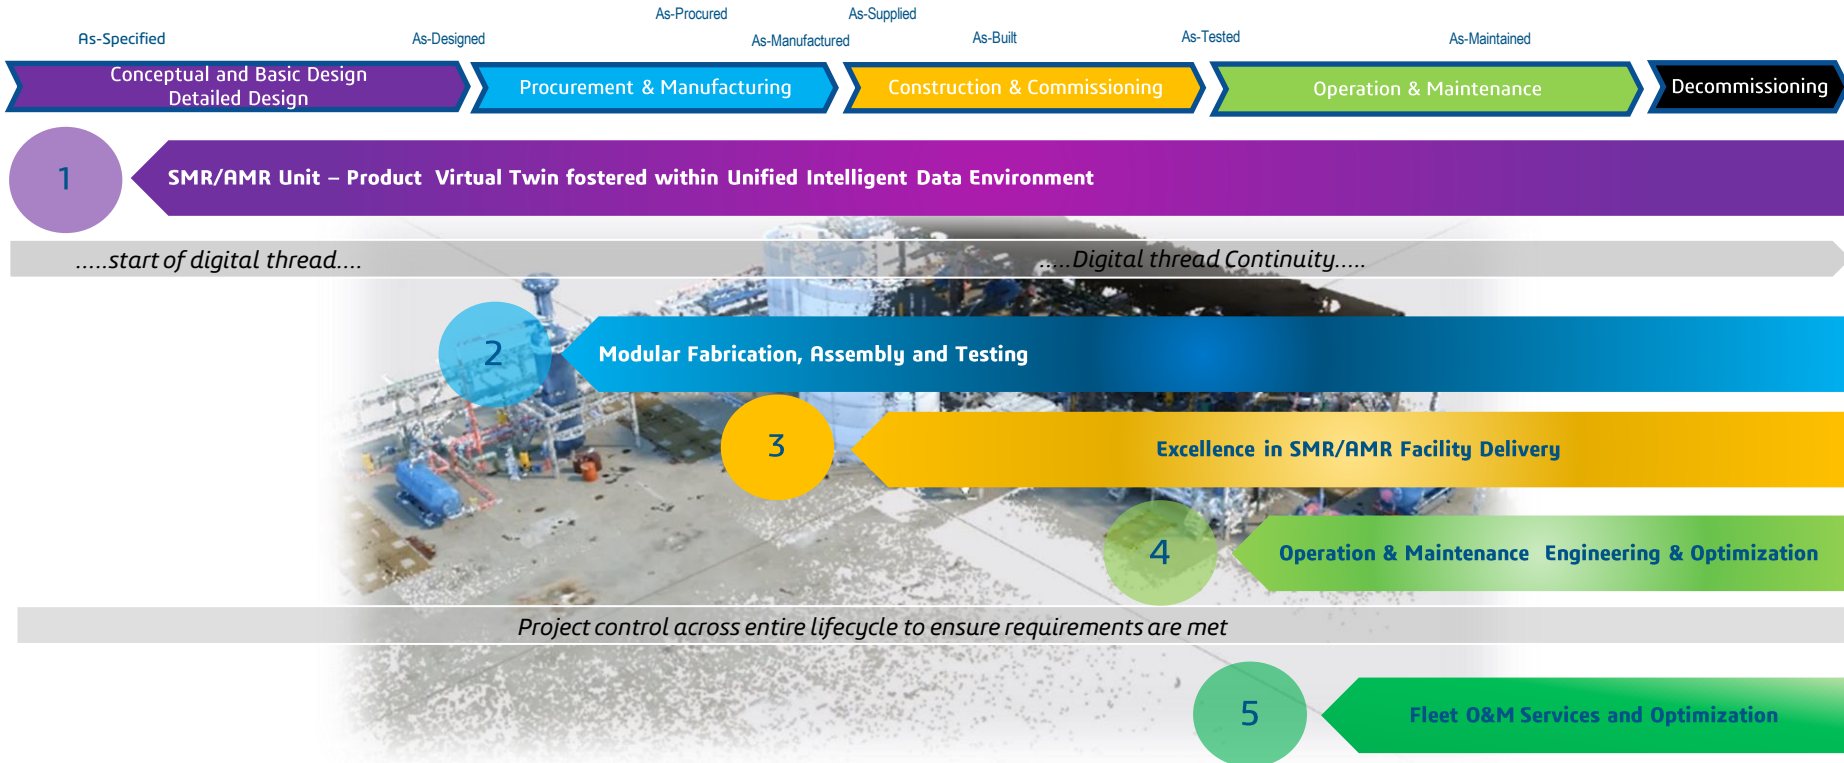 As-Procured
As-Supplied
As-Specified
As-Designed
As-Manufactured
As-Built
As-Tested
As-Maintained
Conceptual and Basic Design
Detailed Design
Procurement & Manufacturing
Construction & Commissioning
Operation & Maintenance
Decommissioning
1
SMR/AMR Unit – Product Virtual Twin fostered within Unified Intelligent Data Environment
.....start of digital thread....
.....Digital thread Continuity.....
2
Modular Fabrication, Assembly and Testing
3
Excellence in SMR/AMR Facility Delivery
4
Operation & Maintenance Engineering & Optimization
Project control across entire lifecycle to ensure requirements are met
5
Fleet O&M Services and Optimization